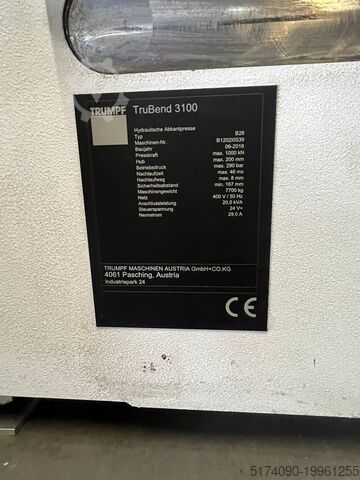 TRUMPF TruBend 3100
Hydraulische Abkantpresse
Typ B26
Maschinen-Nr. B1202I0539
Baujahr 06-2018
Presskraft max. 1000 kN
Hub max. 200 mm
Betriebsdruck max. 290 bar
Nachlaufzeit max. 46 ms
Nachlaufweg max. 8 mm
Sicherheitsabstand min. 167 mm
Maschinengewicht 7700 kg
Netz 400 V / 50 Hz
Anschlussleistung 20,0 kVA
Steuerspannung 24 V=
Nennstrom 29,0 A
TRUMPF MASCHINEN AUSTRIA GmbH+CO.KG
4061 Pasching, Austria
Industriepark 24
CE
5174090-19961255